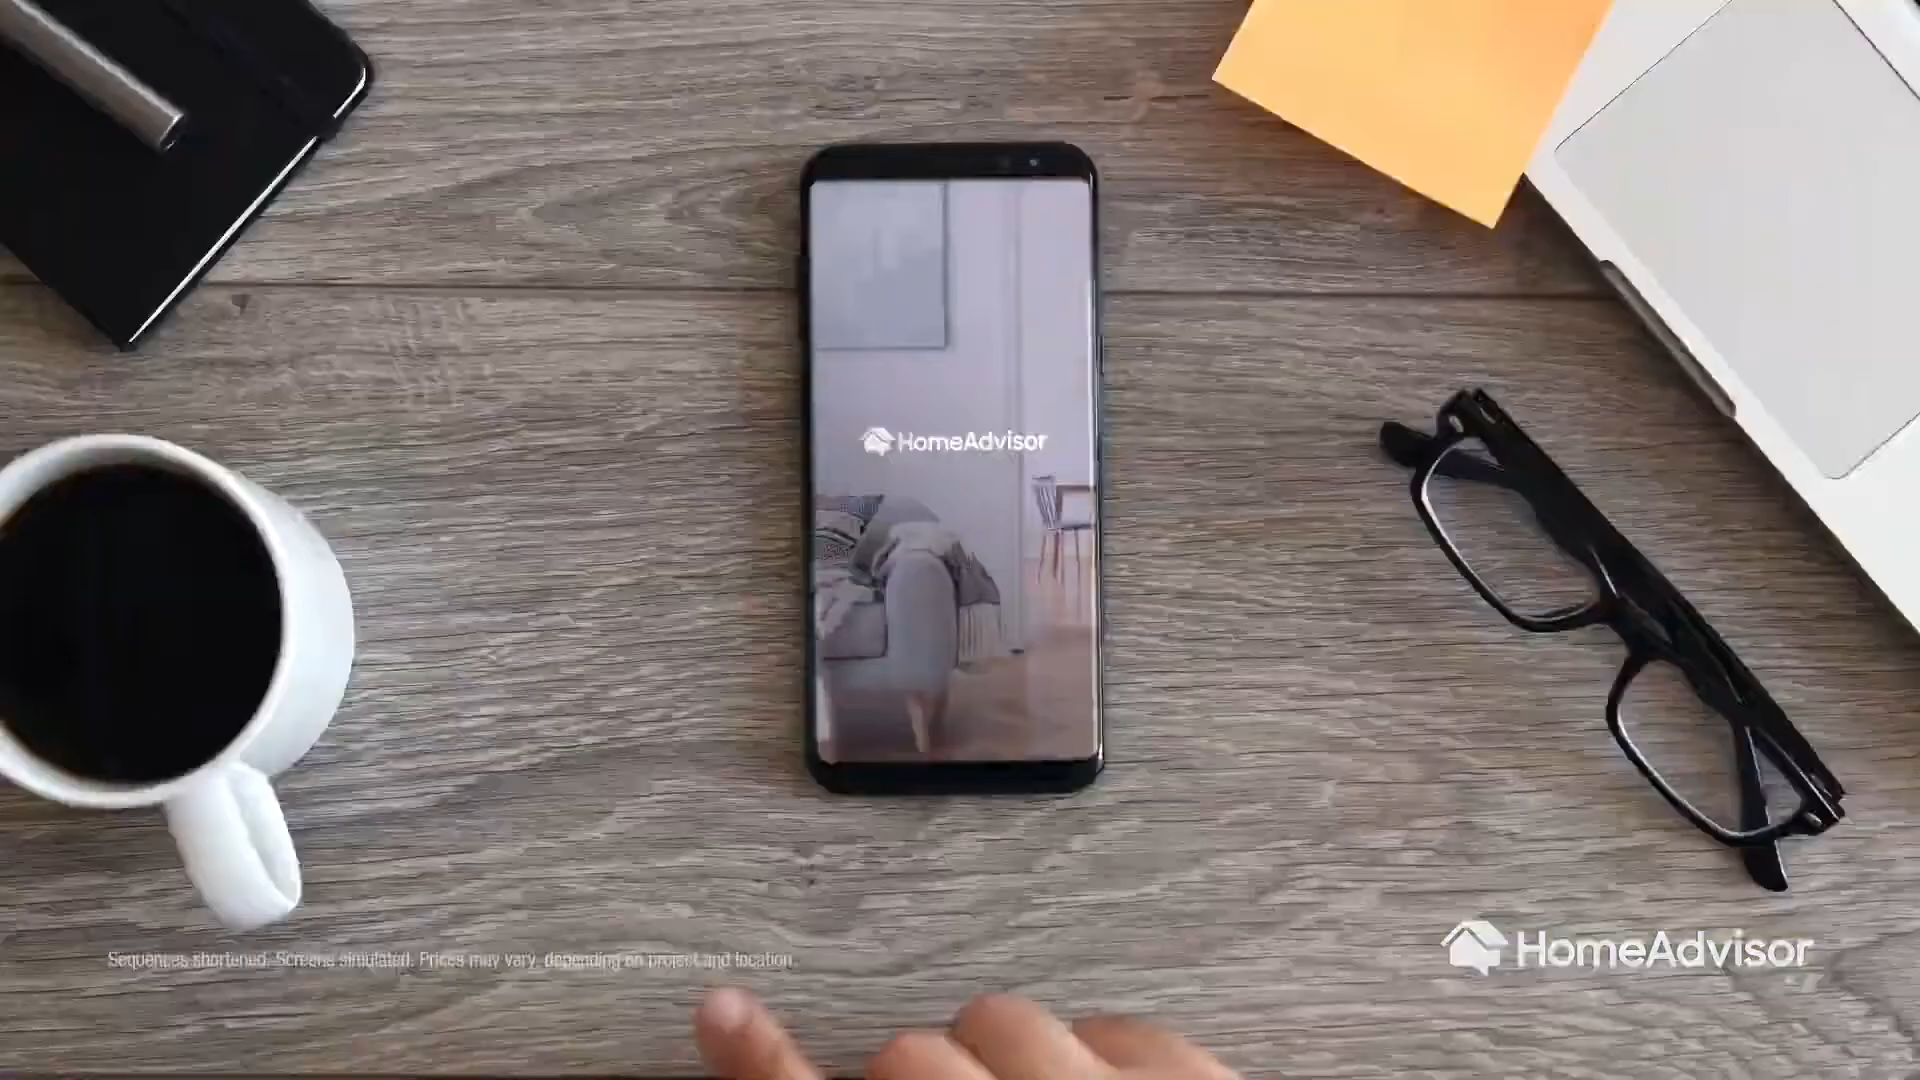 HomeAdvisor
Sequences shortened. Screens simulated. Prices may vary, depending on project and location.
HomeAdvisor